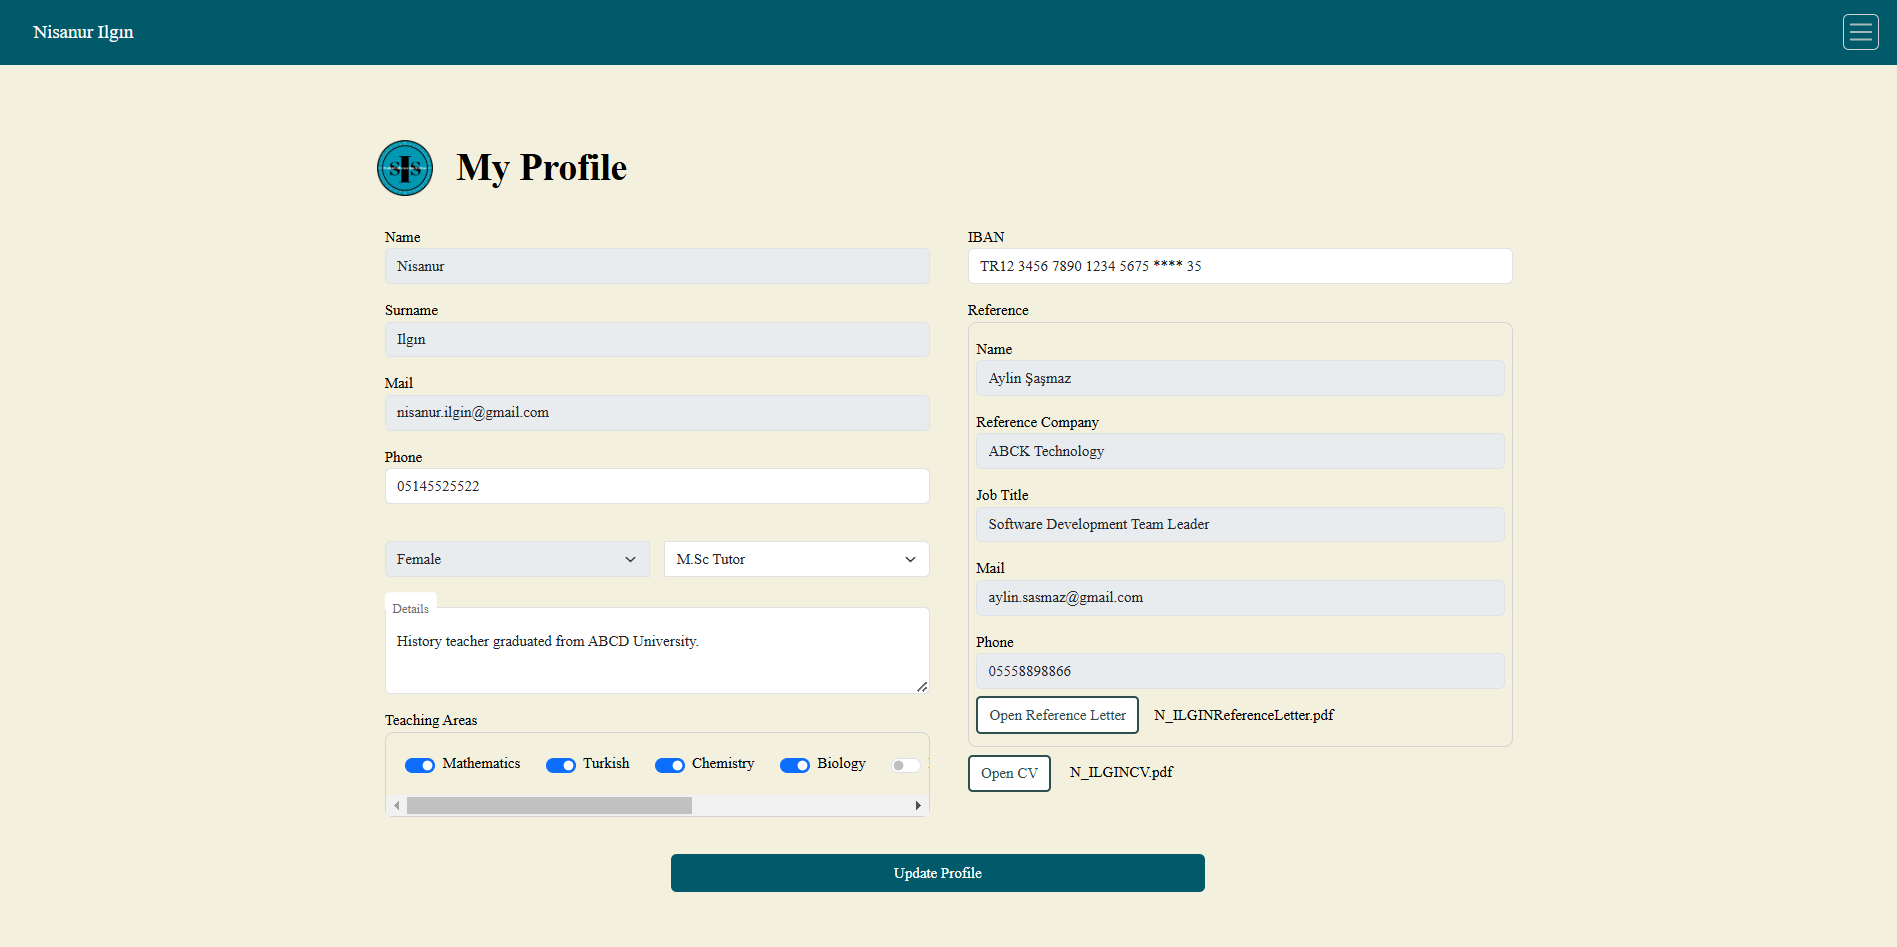 Nisanur Ilgın
SIS
My Profile
Name
Nisanur
Surname
Ilgın
Mail
nisanur.ilgin@gmail.com
Phone
05145525522
Female
M.Sc Tutor
Details
History teacher graduated from ABCD University.
Teaching Areas
Mathematics Turkish Chemistry Biology
IBAN
TR12 3456 7890 1234 5675 **** 35
Reference
Name
Aylin Şaşmaz
Reference Company
ABCK Technology
Job Title
Software Development Team Leader
Mail
aylin.sasmaz@gmail.com
Phone
05558898866
Open Reference Letter N_ILGINReferenceLetter.pdf
Open CV N_ILGINCV.pdf
Update Profile